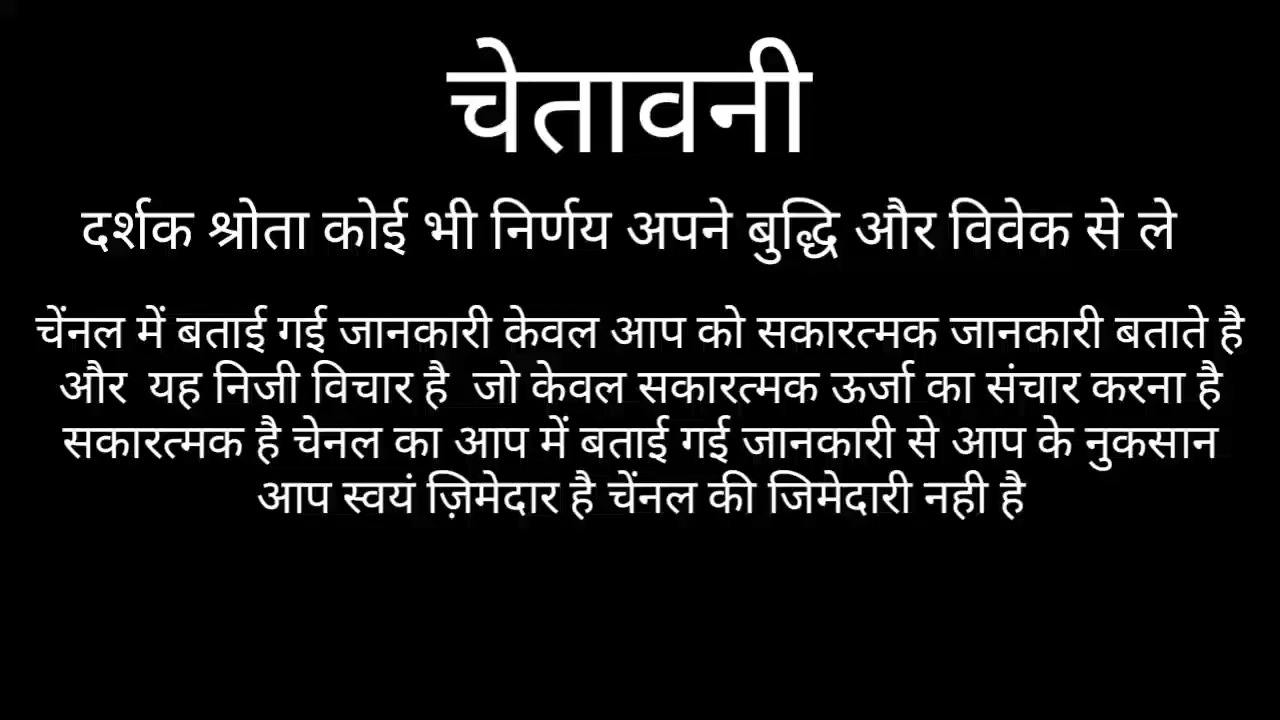 चेतावनी
दर्शक श्रोता कोई भी निर्णय अपने बुद्धि और विवेक से ले
चेंनल में बताई गई जानकारी केवल आप को सकारत्मक जानकारी बताते है
और यह निजी विचार है जो केवल सकारत्मक ऊर्जा का संचार करना है
सकारत्मक है चेनल का आप में बताई गई जानकारी से आप के नुकसान
आप स्वयं ज़िमेदार है चेंनल की जिमेदारी नही है